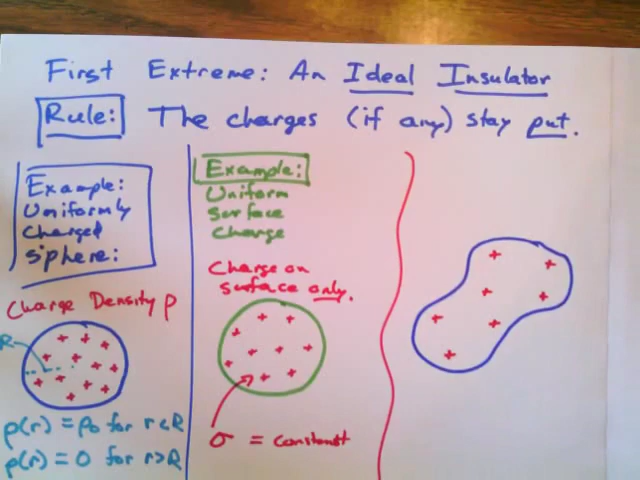 First Extreme: An Ideal Insulator
Rule: The charges (if any) stay put.
Example:
Uniformly
Charged
Sphere:
Charge Density ρ
R
ρ(r) = ρ₀ for r<R
ρ(r) = 0 for r>R
Example:
Uniform
Surface
Charge
Charge on
surface only.
σ = constant